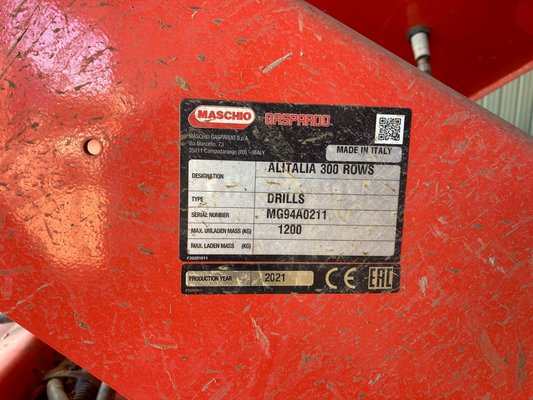 MASCHIO GASPARDO
MASCHIO GASPARDO S.p.A.
Via Marcello, 73
35011 Campodarsego (PD) - ITALY
MADE IN ITALY
DESIGNATION ALITALIA 300 ROWS
TYPE DRILLS
SERIAL NUMBER MG94A0211
MAX. UNLADEN MASS (KG) 1200
MAX. LADEN MASS (KG)
F20201011
PRODUCTION YEAR 2021 CE EAC